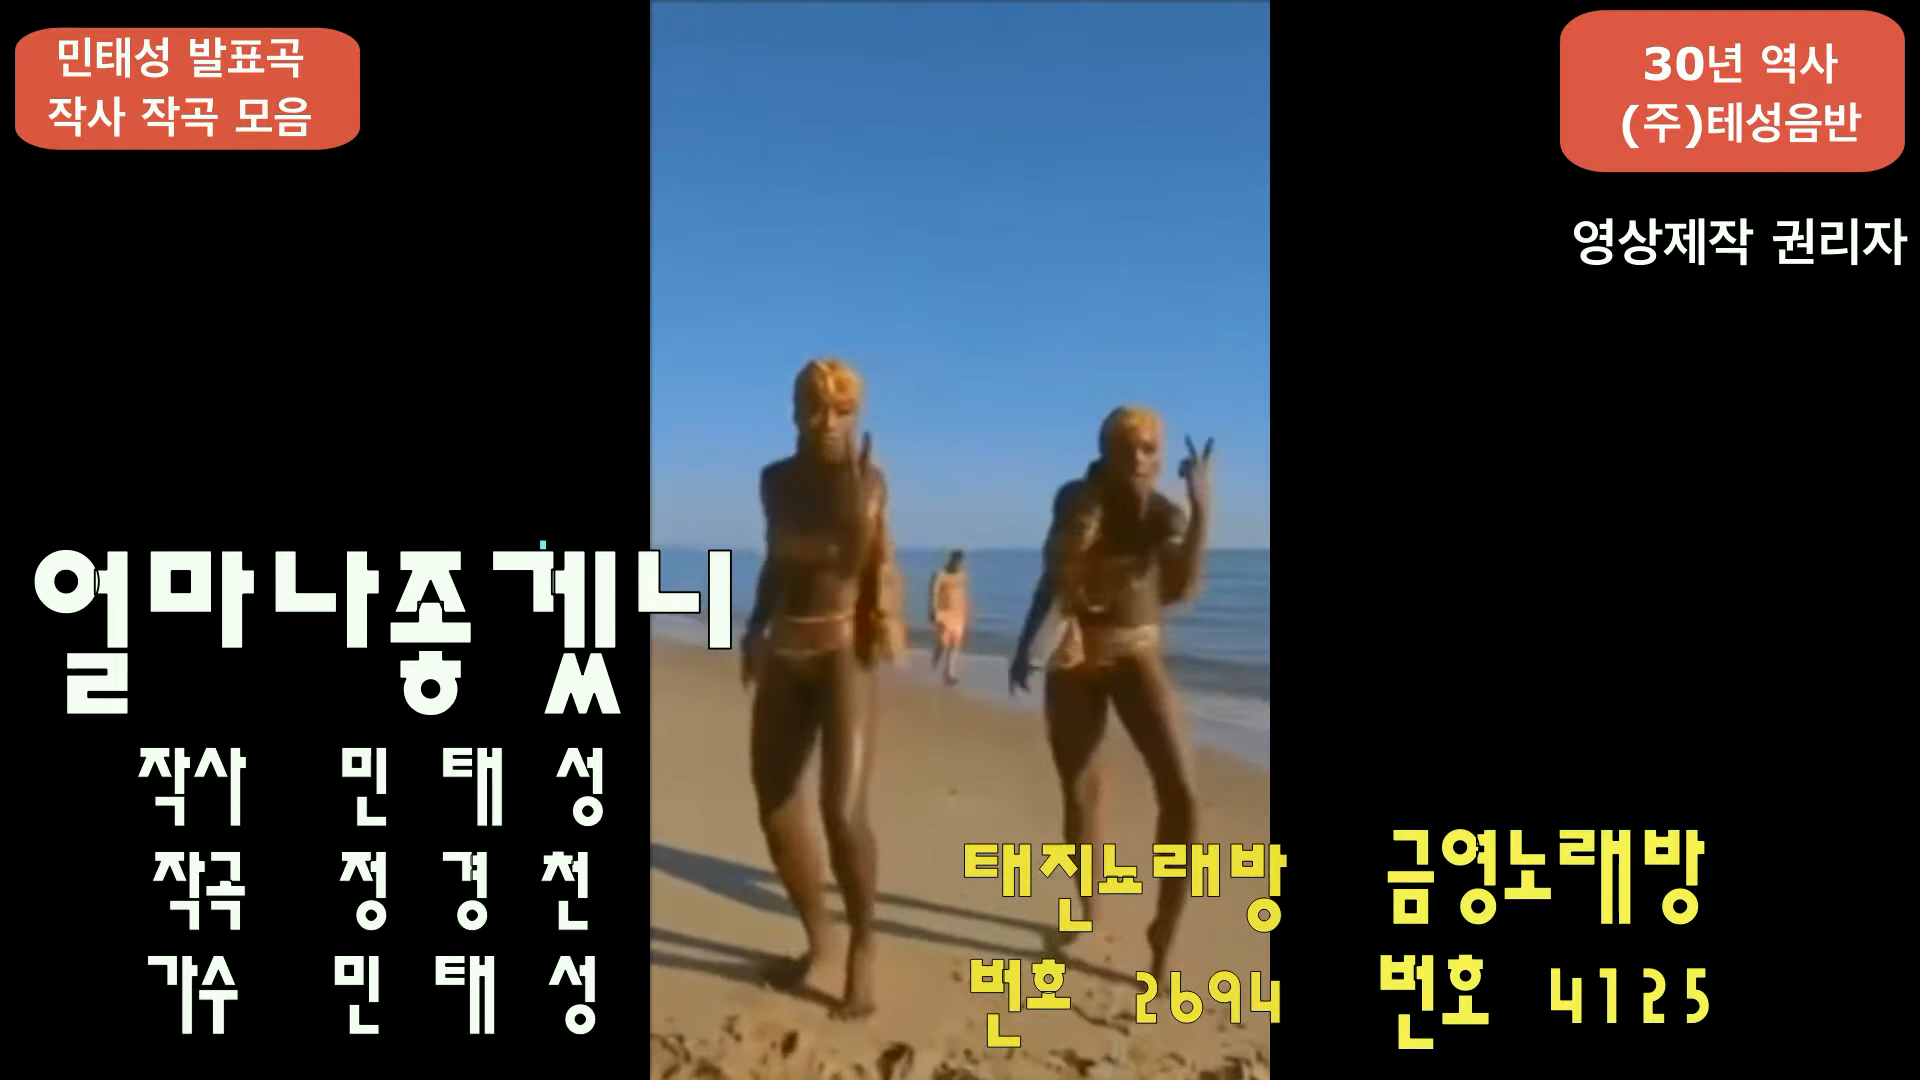 민태성 발표곡
작사 작곡 모음
30년 역사
(주)테성음반
영상제작 권리자
얼마나좋겠니
작사 민 태 성
작곡 정 경 천
가수 민 태 성
태진노래방
번호 2694
금영노래방
번호 4125